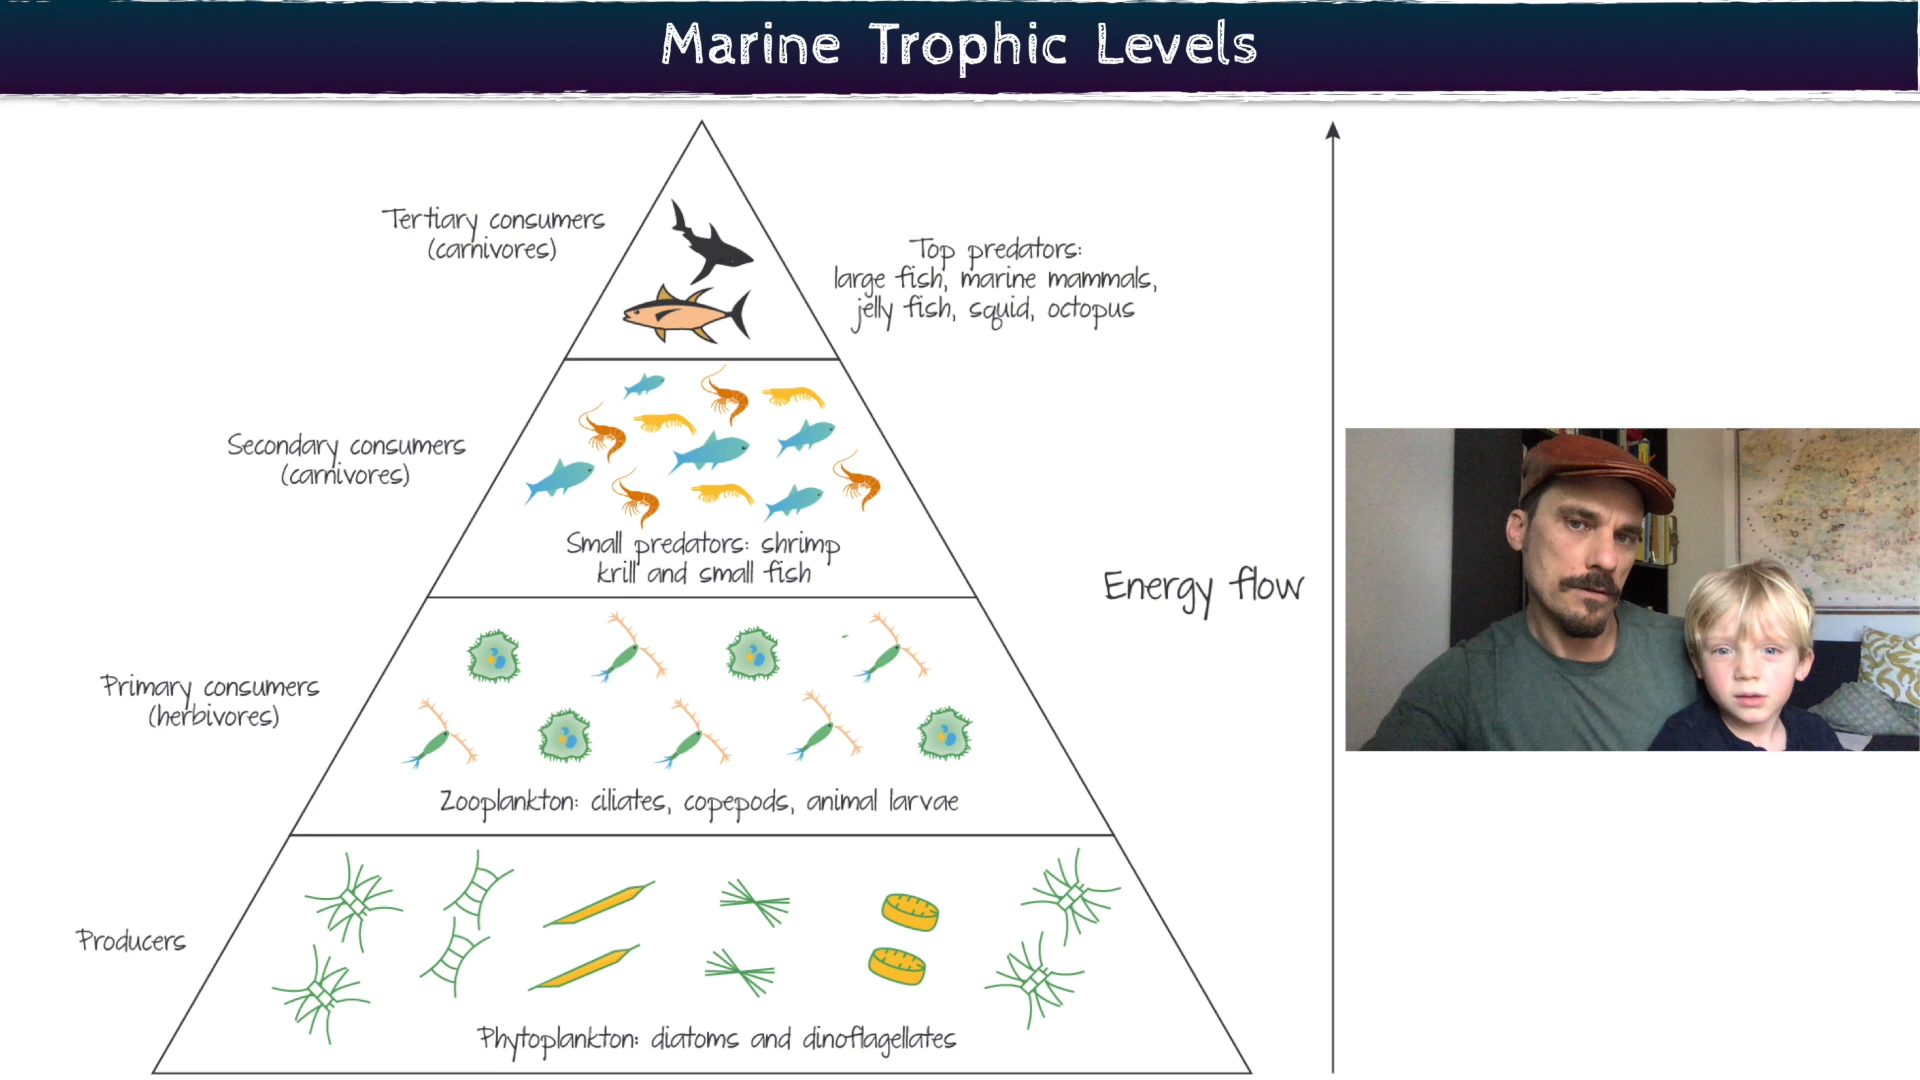 Marine Trophic Levels
Tertiary consumers
(carnivores)
Top predators:
large fish, marine mammals,
jelly fish, squid, octopus
Secondary consumers
(carnivores)
Small predators: shrimp
krill and small fish
Energy flow
Primary consumers
(herbivores)
Zooplankton: ciliates, copepods, animal larvae
Producers
Phytoplankton: diatoms and dinoflagellates